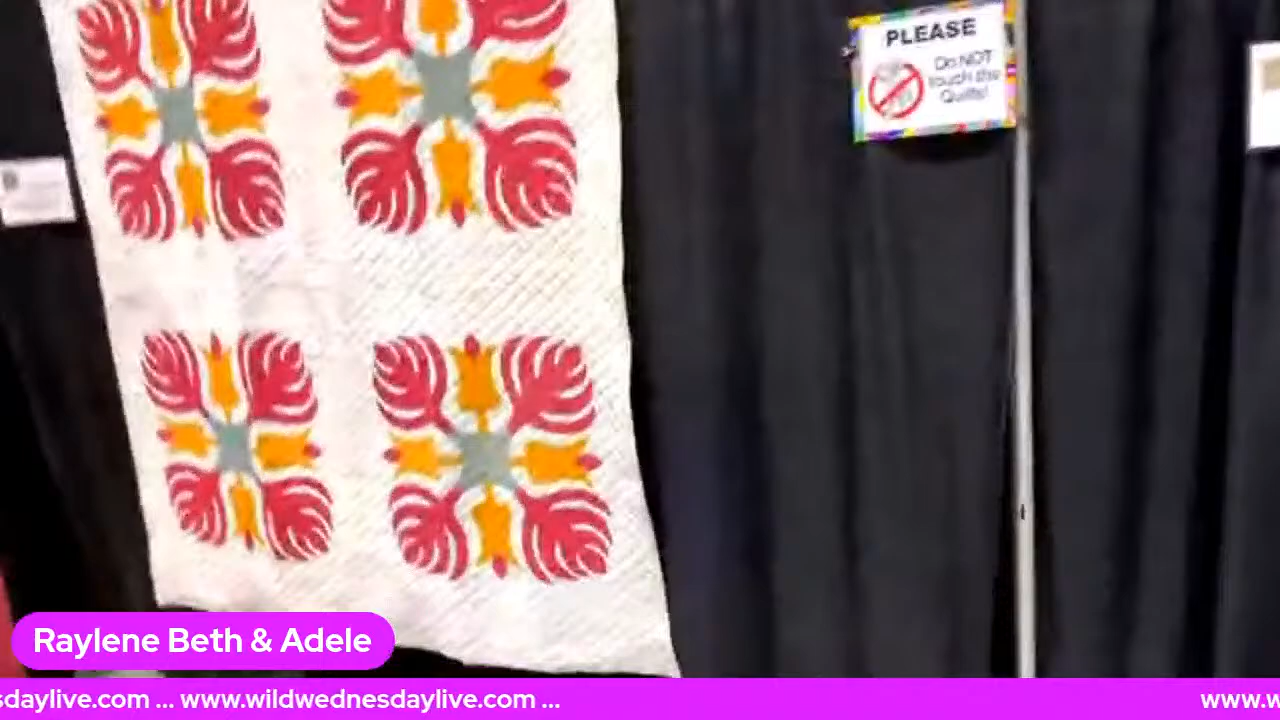 PLEASE
Do NOT
touch the
Quilts!
Raylene Beth & Adele
sdaylive.com ... www.wildwednesdaylive.com ...
www.w